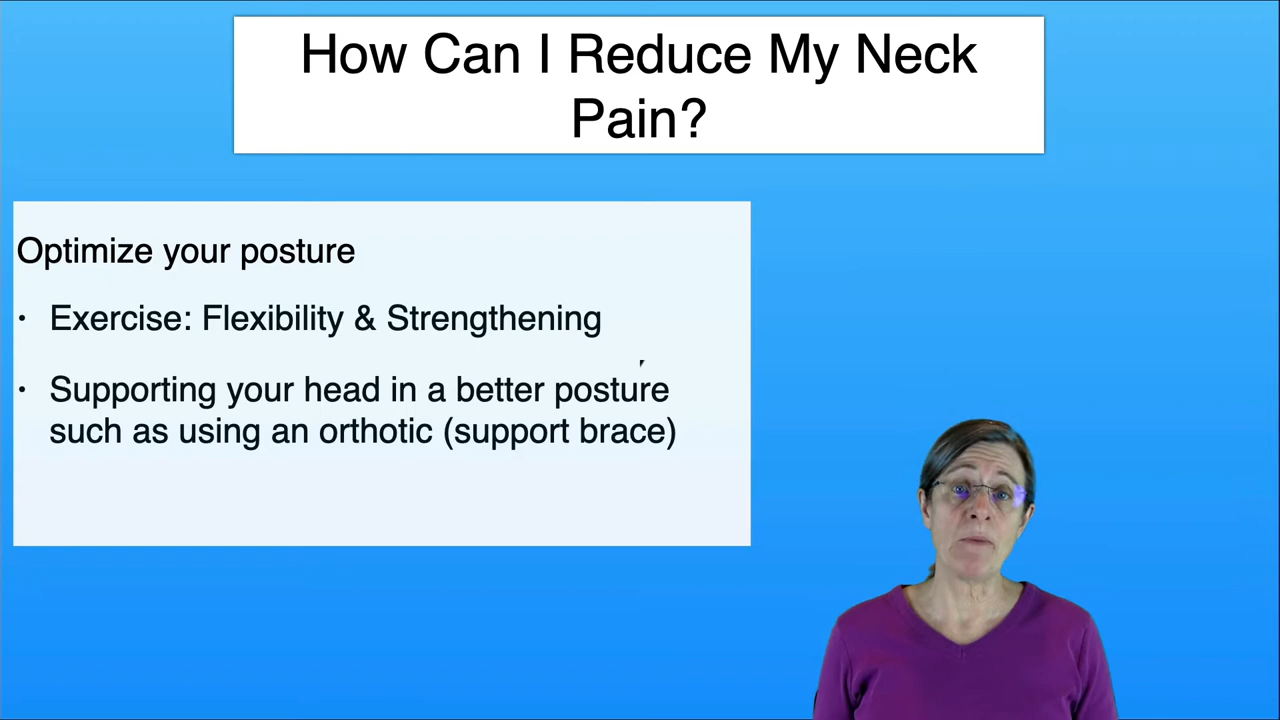 How Can I Reduce My Neck
Pain?
Optimize your posture
• Exercise: Flexibility & Strengthening
• Supporting your head in a better posture
such as using an orthotic (support brace)